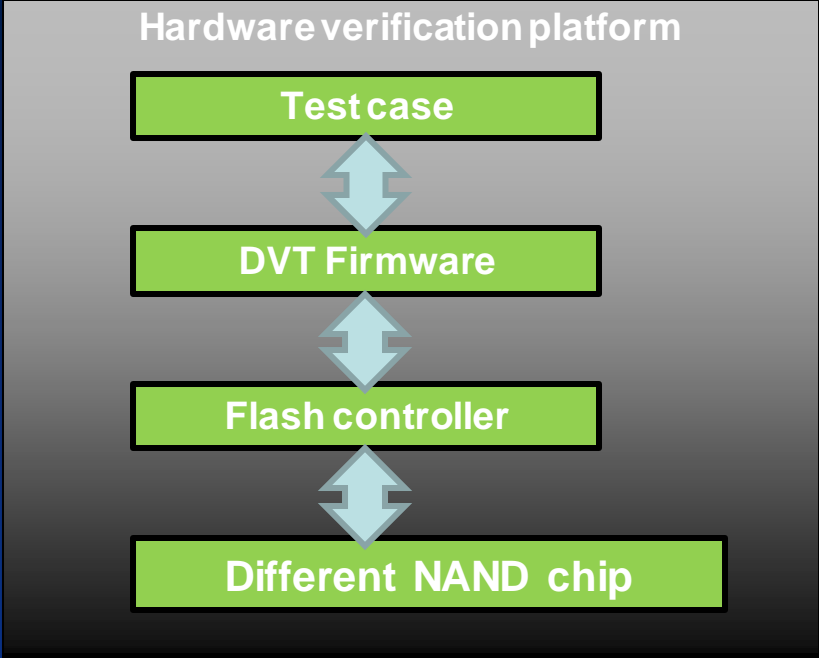 Hardware verification platform
Test case
DVT Firmware
Flash controller
Different NAND chip